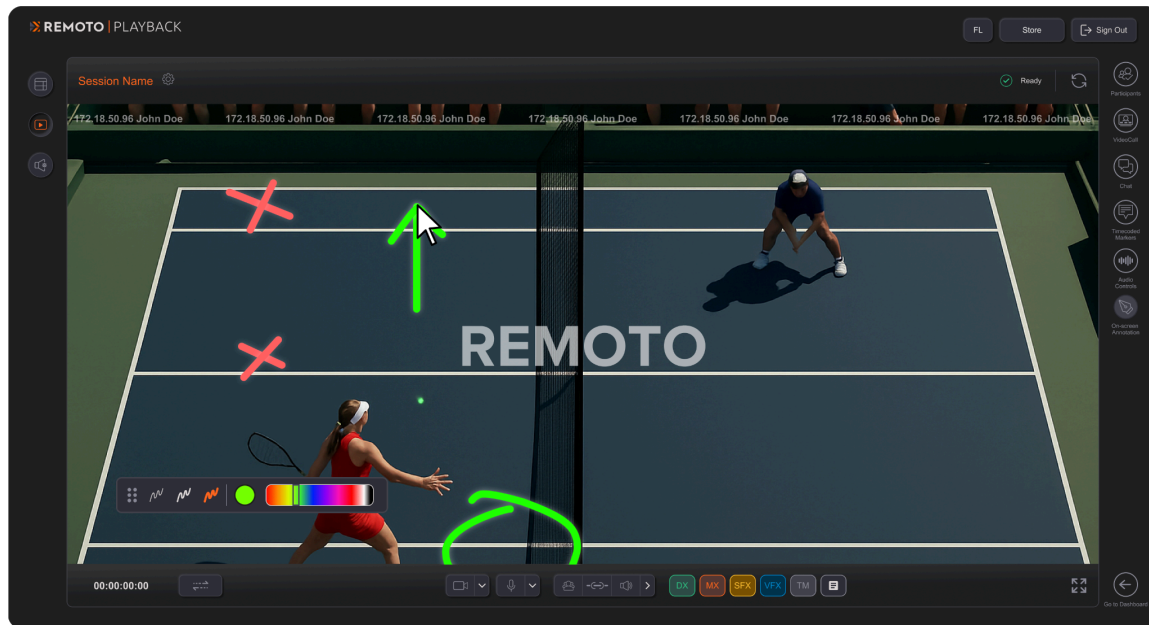 REMOTO | PLAYBACK
FL
Store
Sign Out
Session Name
Ready
172.18.50.96 John Doe 172.18.50.96 John Doe 172.18.50.96 John Doe 172.18.50.96 John Doe 172.18.50.96 John Doe 172.18.50.96 John Doe 172.18.50.96 John Doe
REMOTO
Participants
VideoCall
Chat
Timecoded
Markers
Audio
Controls
On-screen
Annotation
00:00:00:00
DX
MX
SFX
VFX
TM
Go to Dashboard